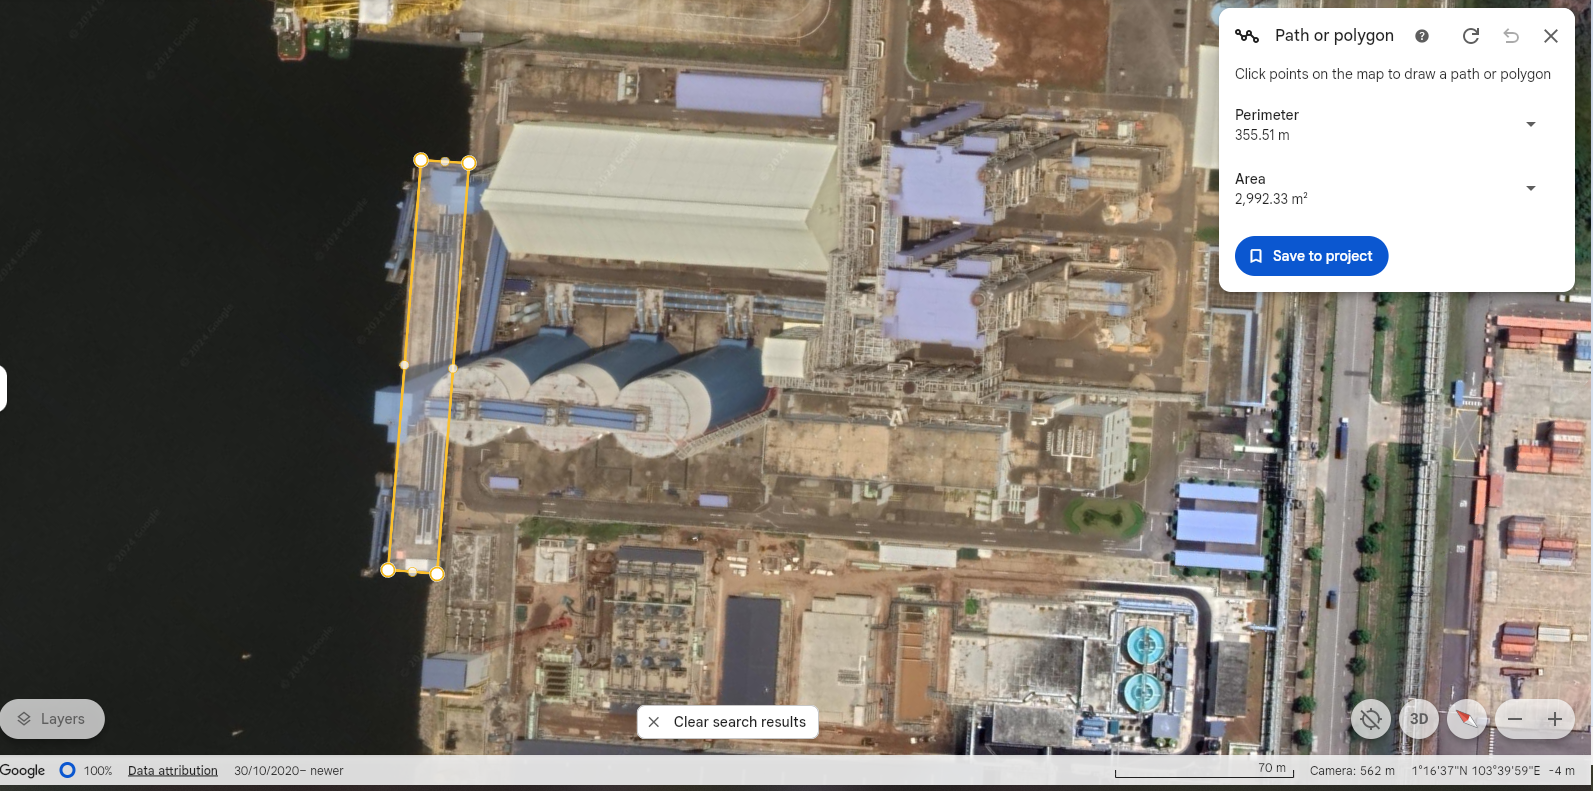 Path or polygon
Click points on the map to draw a path or polygon
Perimeter
355.51 m
Area
2,992.33 m²
Save to project
Clear search results
Layers
3D
Google
100%
Data attribution
30/10/2020– newer
70 m
Camera: 562 m
1°16'37"N 103°39'59"E
-4 m